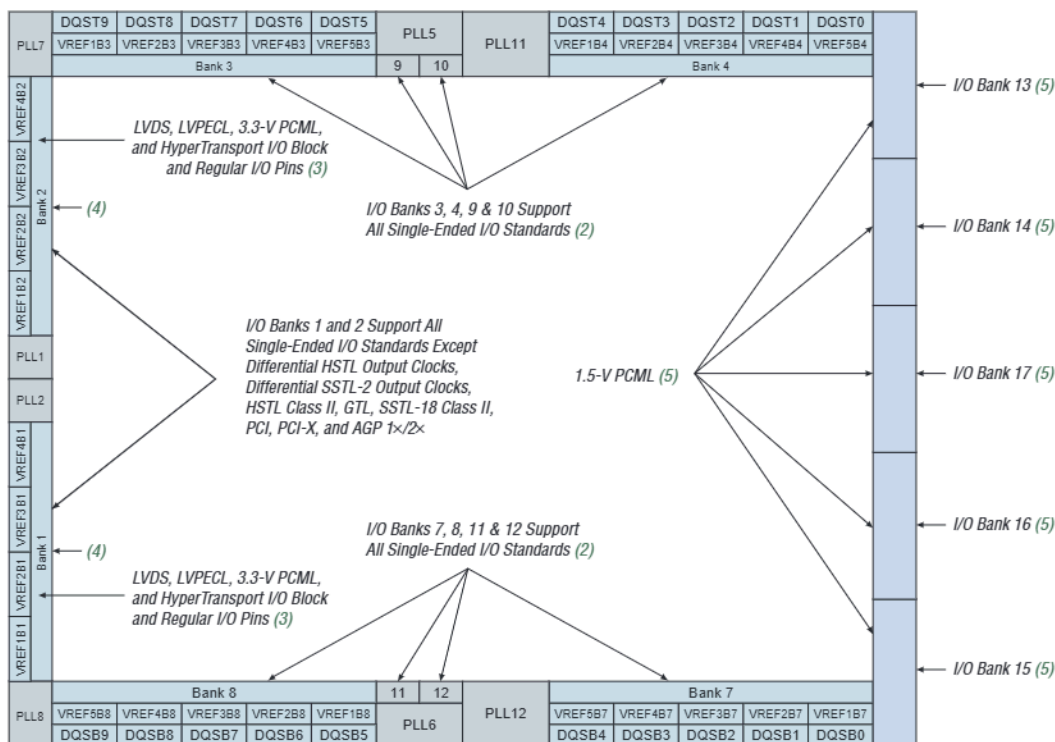 PLL7
DQST9 DQST8 DQST7 DQST6 DQST5
VREF1B3 VREF2B3 VREF3B3 VREF4B3 VREF5B3
Bank 3
PLL5
9 10
PLL11
DQST4 DQST3 DQST2 DQST1 DQST0
VREF1B4 VREF2B4 VREF3B4 VREF4B4 VREF5B4
Bank 4
VREF4B2
VREF3B2
VREF2B2
VREF1B2
Bank 2
LVDS, LVPECL, 3.3-V PCML,
and HyperTransport I/O Block
and Regular I/O Pins (3)
(4)
I/O Banks 3, 4, 9 & 10 Support
All Single-Ended I/O Standards (2)
I/O Bank 13 (5)
I/O Bank 14 (5)
PLL1
PLL2
I/O Banks 1 and 2 Support All
Single-Ended I/O Standards Except
Differential HSTL Output Clocks,
Differential SSTL-2 Output Clocks,
HSTL Class II, GTL, SSTL-18 Class II,
PCI, PCI-X, and AGP 1×/2×
1.5-V PCML (5)
I/O Bank 17 (5)
VREF4B1
VREF3B1
VREF2B1
VREF1B1
Bank 1
(4)
LVDS, LVPECL, 3.3-V PCML,
and HyperTransport I/O Block
and Regular I/O Pins (3)
I/O Banks 7, 8, 11 & 12 Support
All Single-Ended I/O Standards (2)
I/O Bank 16 (5)
I/O Bank 15 (5)
PLL8
Bank 8
VREF5B8 VREF4B8 VREF3B8 VREF2B8 VREF1B8
DQSB9 DQSB8 DQSB7 DQSB6 DQSB5
11 12
PLL6
PLL12
Bank 7
VREF5B7 VREF4B7 VREF3B7 VREF2B7 VREF1B7
DQSB4 DQSB3 DQSB2 DQSB1 DQSB0